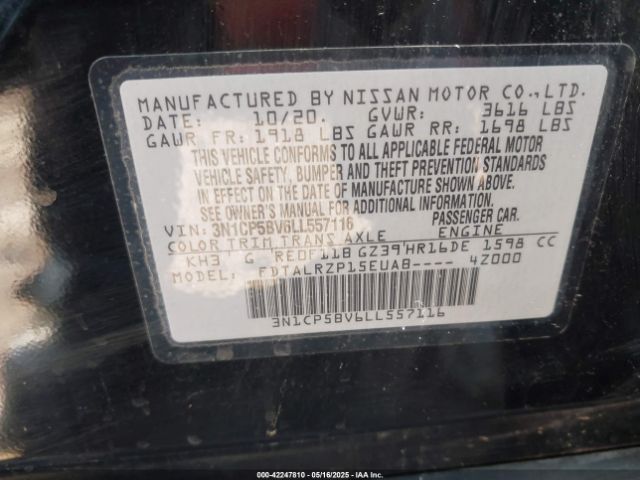 MANUFACTURED BY NISSAN MOTOR CO.,LTD.
DATE: 10/20. GVWR: 3616 LBS
GAWR FR: 1918 LBS GAWR RR: 1698 LBS
THIS VEHICLE CONFORMS TO ALL APPLICABLE FEDERAL MOTOR
VEHICLE SAFETY, BUMPER AND THEFT PREVENTION STANDARDS
IN EFFECT ON THE DATE OF MANUFACTURE SHOWN ABOVE.
SEE OWNER'S MANUAL FOR ADDITIONAL INFORMATION.
VIN: 3N1CP5BV6LL557116 PASSENGER CAR.
COLOR TRIM TRANS AXLE ENGINE
KH3 G RE0F11B GZ39 HR16DE 1598 CC
MODEL: FDTALRZP15EUA8---- 4Z000
3N1CP5BV6LL557116
000-42247810 - 05/16/2025 - IAA Inc.